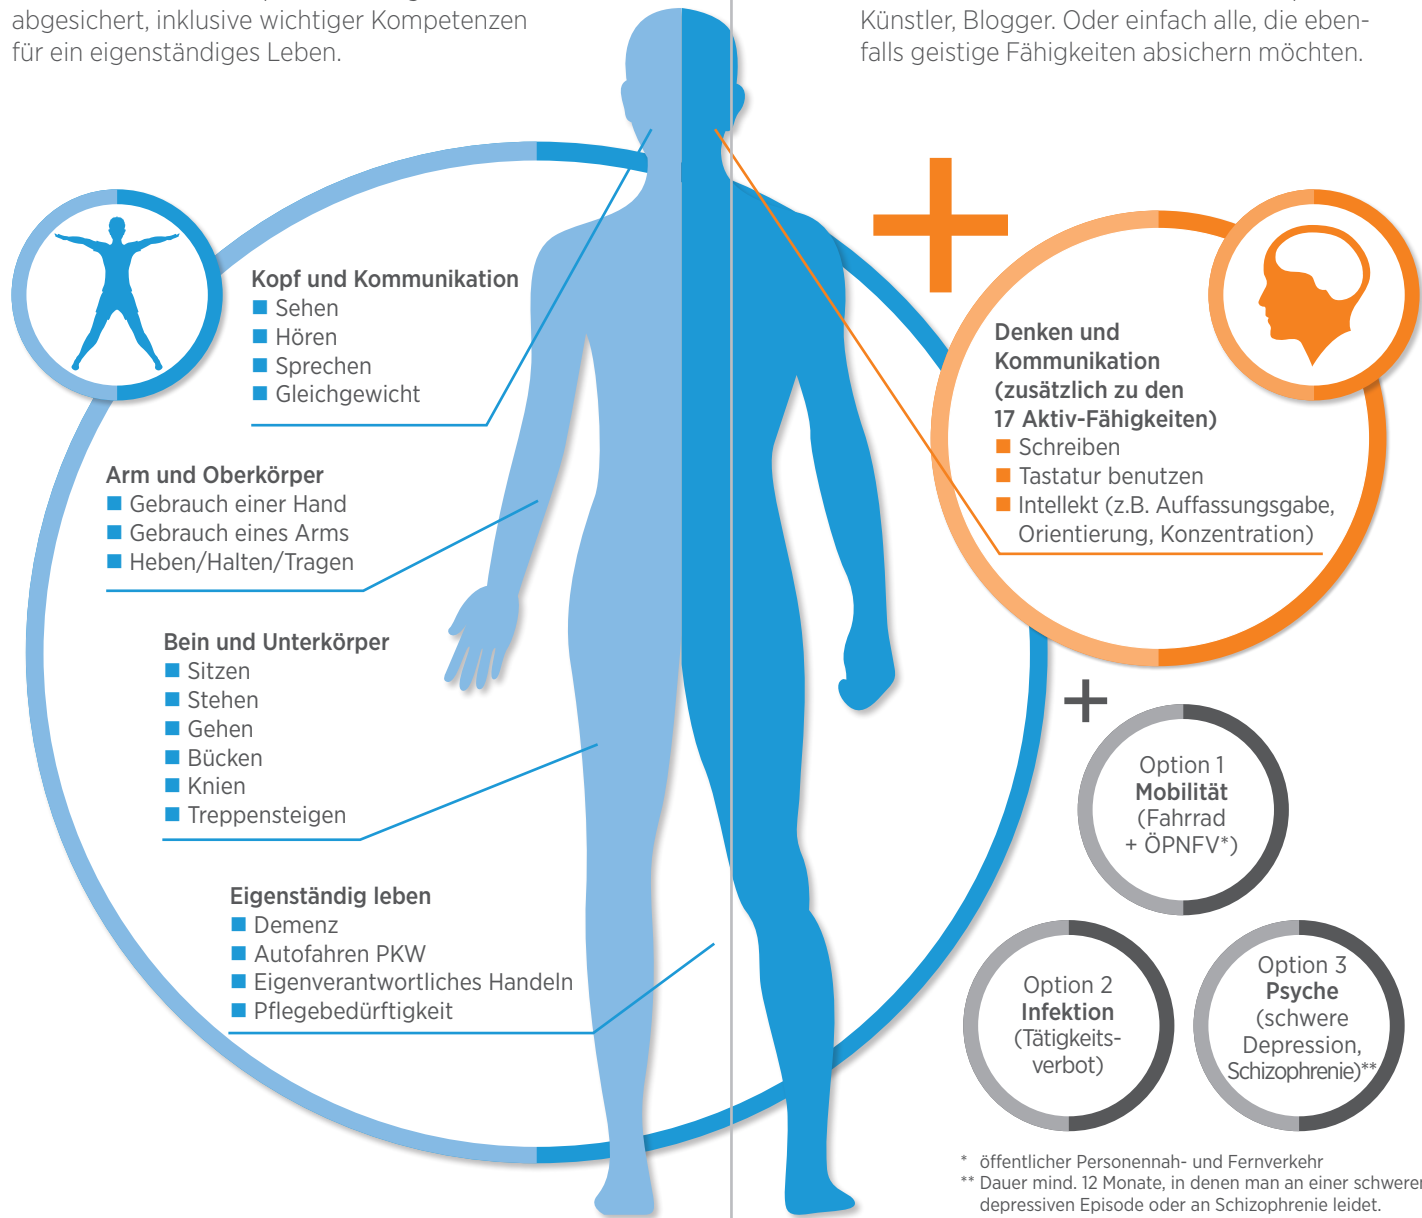 abgesichert, inklusive wichtiger Kompetenzen
für ein eigenständiges Leben.
Künstler, Blogger. Oder einfach alle, die eben-
falls geistige Fähigkeiten absichern möchten.
Kopf und Kommunikation
Sehen
Hören
Sprechen
Gleichgewicht
Arm und Oberkörper
Gebrauch einer Hand
Gebrauch eines Arms
Heben/Halten/Tragen
Bein und Unterkörper
Sitzen
Stehen
Gehen
Bücken
Knien
Treppensteigen
Eigenständig leben
Demenz
Autofahren PKW
Eigenverantwortliches Handeln
Pflegebedürftigkeit
Denken und
Kommunikation
(zusätzlich zu den
17 Aktiv-Fähigkeiten)
Schreiben
Tastatur benutzen
Intellekt (z.B. Auffassungsgabe,
Orientierung, Konzentration)
Option 1
Mobilität
(Fahrrad
+ ÖPNFV*)
Option 2
Infektion
(Tätigkeits-
verbot)
Option 3
Psyche
(schwere
Depression,
Schizophrenie)**
* öffentlicher Personennah- und Fernverkehr
** Dauer mind. 12 Monate, in denen man an einer schweren
depressiven Episode oder an Schizophrenie leidet.